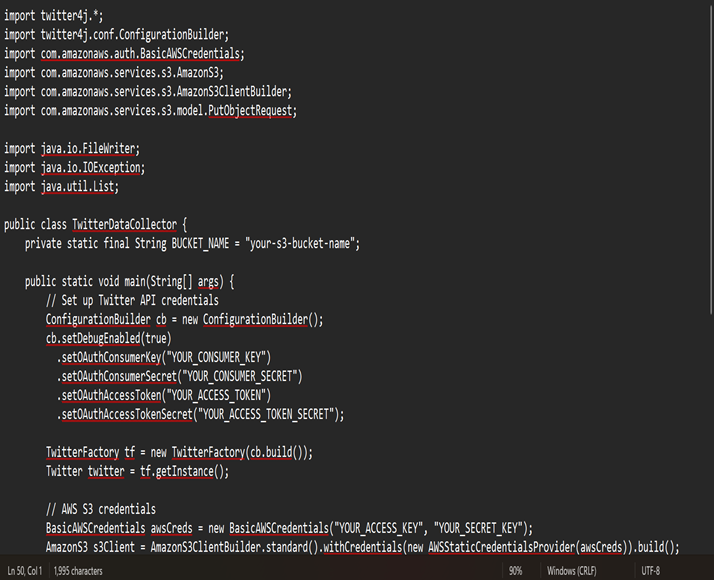 import twitter4j.*;
import twitter4j.conf.ConfigurationBuilder;
import com.amazonaws.auth.BasicAWSCredentials;
import com.amazonaws.services.s3.AmazonS3;
import com.amazonaws.services.s3.AmazonS3ClientBuilder;
import com.amazonaws.services.s3.model.PutObjectRequest;
import java.io.FileWriter;
import java.io.IOException;
import java.util.List;
public class TwitterDataCollector {
private static final String BUCKET_NAME = "your-s3-bucket-name";
public static void main(String[] args) {
// Set up Twitter API credentials
ConfigurationBuilder cb = new ConfigurationBuilder();
cb.setDebugEnabled(true)
.setOAuthConsumerKey("YOUR_CONSUMER_KEY")
.setOAuthConsumerSecret("YOUR_CONSUMER_SECRET")
.setOAuthAccessToken("YOUR_ACCESS_TOKEN")
.setOAuthAccessTokenSecret("YOUR_ACCESS_TOKEN_SECRET");
TwitterFactory tf = new TwitterFactory(cb.build());
Twitter twitter = tf.getInstance();
// AWS S3 credentials
BasicAWSCredentials awsCreds = new BasicAWSCredentials("YOUR_ACCESS_KEY", "YOUR_SECRET_KEY");
AmazonS3 s3Client = AmazonS3ClientBuilder.standard().withCredentials(new AWSStaticCredentialsProvider(awsCreds)).build();
Ln 50, Col 1 1,995 characters 90% Windows (CRLF) UTF-8